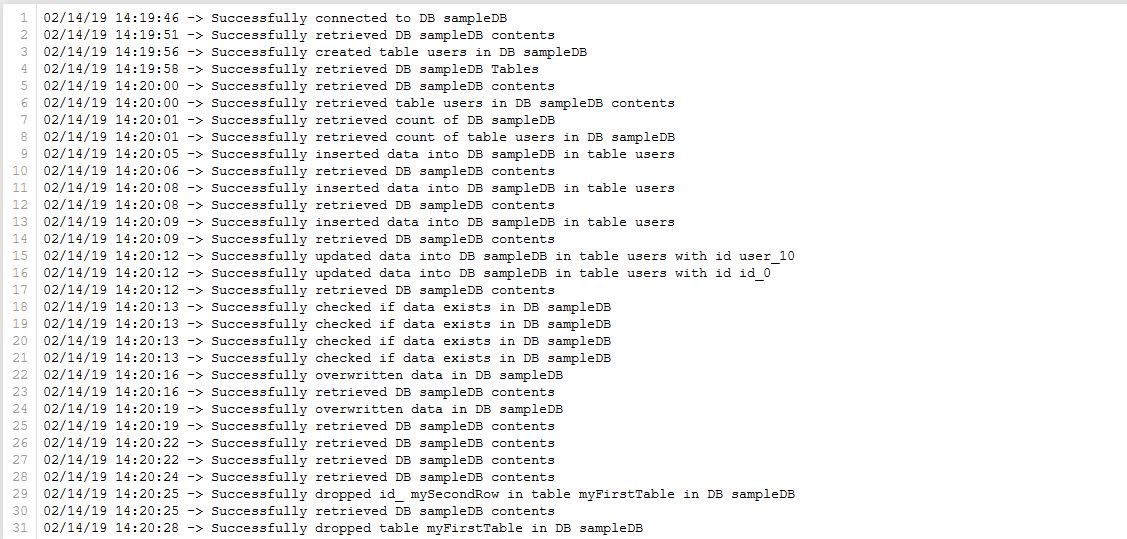 1 02/14/19 14:19:46 -> Successfully connected to DB sampleDB
2 02/14/19 14:19:51 -> Successfully retrieved DB sampleDB contents
3 02/14/19 14:19:56 -> Successfully created table users in DB sampleDB
4 02/14/19 14:19:58 -> Successfully retrieved DB sampleDB Tables
5 02/14/19 14:20:00 -> Successfully retrieved DB sampleDB contents
6 02/14/19 14:20:00 -> Successfully retrieved table users in DB sampleDB contents
7 02/14/19 14:20:01 -> Successfully retrieved count of DB sampleDB
8 02/14/19 14:20:01 -> Successfully retrieved count of table users in DB sampleDB
9 02/14/19 14:20:05 -> Successfully inserted data into DB sampleDB in table users
10 02/14/19 14:20:06 -> Successfully retrieved DB sampleDB contents
11 02/14/19 14:20:08 -> Successfully inserted data into DB sampleDB in table users
12 02/14/19 14:20:08 -> Successfully retrieved DB sampleDB contents
13 02/14/19 14:20:09 -> Successfully inserted data into DB sampleDB in table users
14 02/14/19 14:20:09 -> Successfully retrieved DB sampleDB contents
15 02/14/19 14:20:12 -> Successfully updated data into DB sampleDB in table users with id user_10
16 02/14/19 14:20:12 -> Successfully updated data into DB sampleDB in table users with id id_0
17 02/14/19 14:20:12 -> Successfully retrieved DB sampleDB contents
18 02/14/19 14:20:13 -> Successfully checked if data exists in DB sampleDB
19 02/14/19 14:20:13 -> Successfully checked if data exists in DB sampleDB
20 02/14/19 14:20:13 -> Successfully checked if data exists in DB sampleDB
21 02/14/19 14:20:13 -> Successfully checked if data exists in DB sampleDB
22 02/14/19 14:20:16 -> Successfully overwritten data in DB sampleDB
23 02/14/19 14:20:16 -> Successfully retrieved DB sampleDB contents
24 02/14/19 14:20:19 -> Successfully overwritten data in DB sampleDB
25 02/14/19 14:20:19 -> Successfully retrieved DB sampleDB contents
26 02/14/19 14:20:22 -> Successfully retrieved DB sampleDB contents
27 02/14/19 14:20:22 -> Successfully retrieved DB sampleDB contents
28 02/14/19 14:20:24 -> Successfully retrieved DB sampleDB contents
29 02/14/19 14:20:25 -> Successfully dropped id_ mySecondRow in table myFirstTable in DB sampleDB
30 02/14/19 14:20:25 -> Successfully retrieved DB sampleDB contents
31 02/14/19 14:20:28 -> Successfully dropped table myFirstTable in DB sampleDB